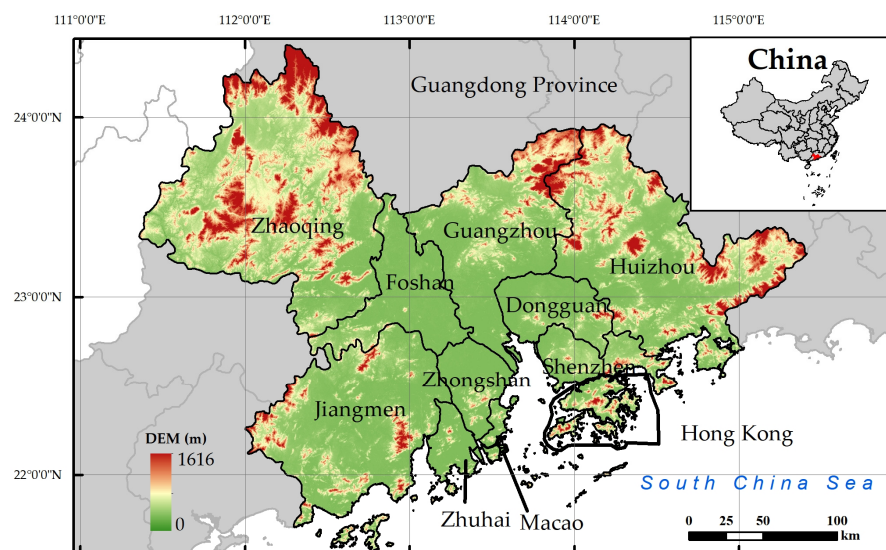 111°0'0"E
112°0'0"E
113°0'0"E
114°0'0"E
115°0'0"E
China
Guangdong Province
24°0'0"N
Zhaoqing
Guangzhou
Huizhou
Foshan
23°0'0"N
Dongguan
Shenzhen
Zhongshan
Jiangmen
Hong Kong
DEM (m)
1616
0
22°0'0"N
South China Sea
Zhuhai
Macao
0 25 50 100
km